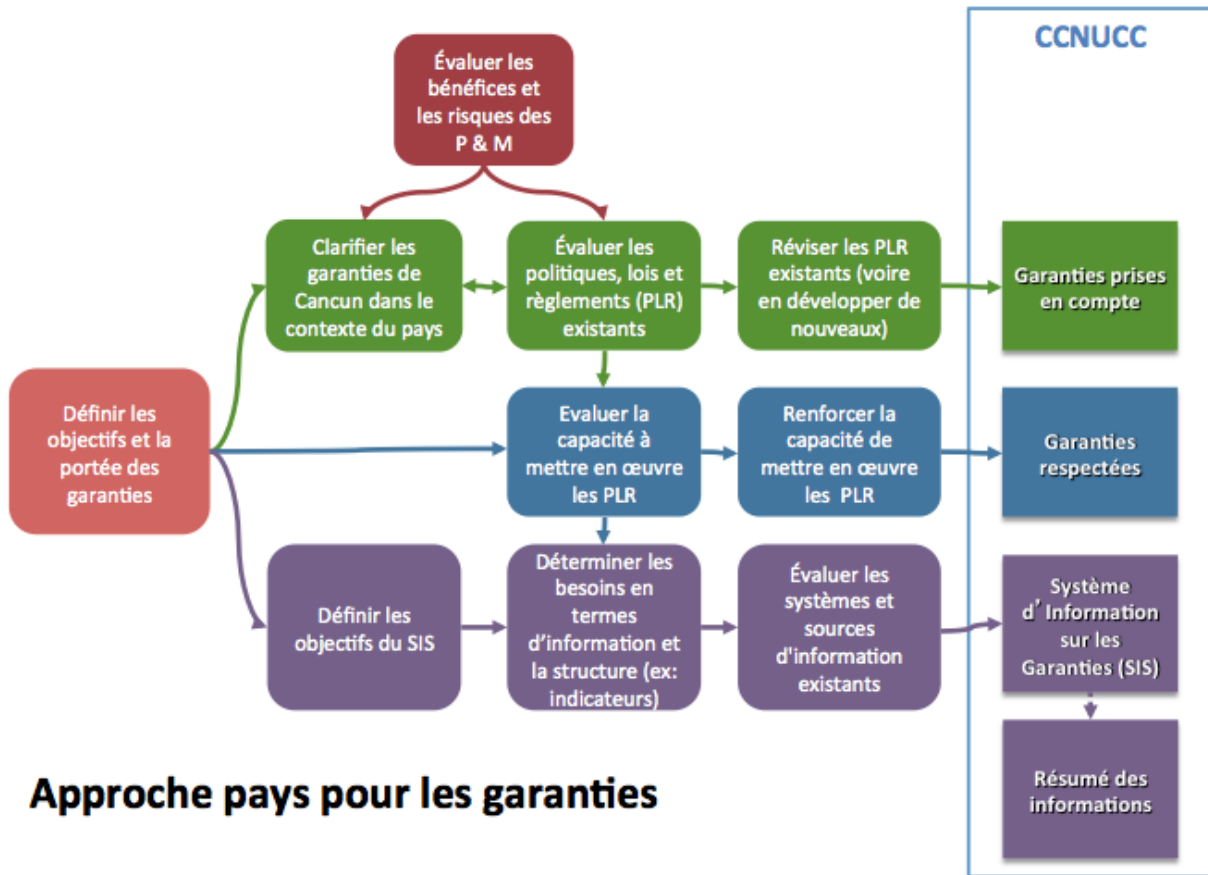 CCNUCC
Évaluer les
bénéfices et
les risques des
P & M
Clarifier les
garanties de
Cancun dans le
contexte du pays
Évaluer les
politiques, lois et
règlements (PLR)
existants
Réviser les PLR
existants (voire
en développer de
nouveaux)
Garanties prises
en compte
Définir les
objectifs et la
portée des
garanties
Evaluer la
capacité à
mettre en œuvre
les PLR
Renforcer la
capacité de
mettre en œuvre
les PLR
Garanties
respectées
Définir les
objectifs du SIS
Déterminer les
besoins en
termes
d’information et
la structure (ex:
indicateurs)
Évaluer les
systèmes et
sources
d'information
existants
Système
d’ Information
sur les
Garanties (SIS)
Résumé des
informations
Approche pays pour les garanties